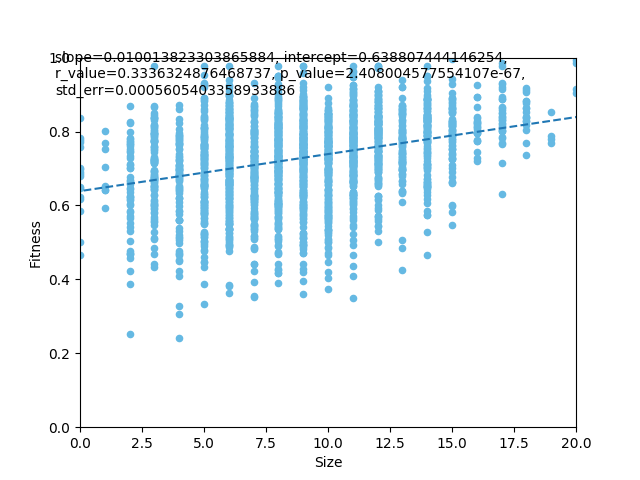 slope=0.010013823303865884, intercept=0.638807444146254,
r_value=0.3336324876468737, p_value=2.408004577554107e-67,
std_err=0.0005605403358933886
1.0
0.8
0.6
0.4
0.2
0.0
Fitness
0.0 2.5 5.0 7.5 10.0 12.5 15.0 17.5 20.0
Size